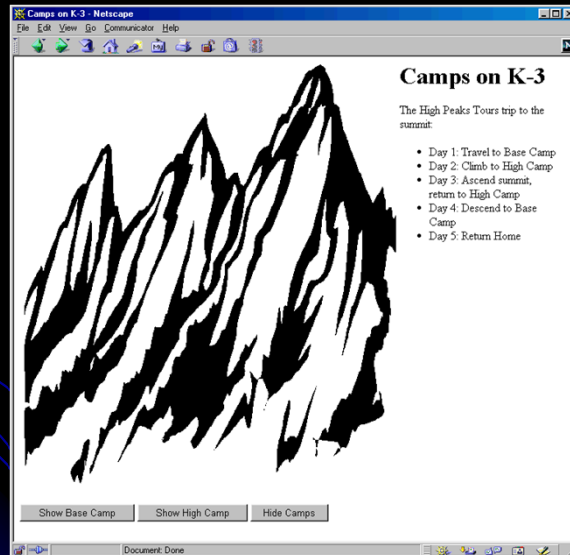 Camps on K-3 - Netscape
File Edit View Go Communicator Help
Camps on K-3
The High Peaks Tours trip to the
summit:
• Day 1: Travel to Base Camp
• Day 2: Climb to High Camp
• Day 3: Ascend summit,
return to High Camp
• Day 4: Descend to Base
Camp
• Day 5: Return Home
Show Base Camp Show High Camp Hide Camps
Document: Done